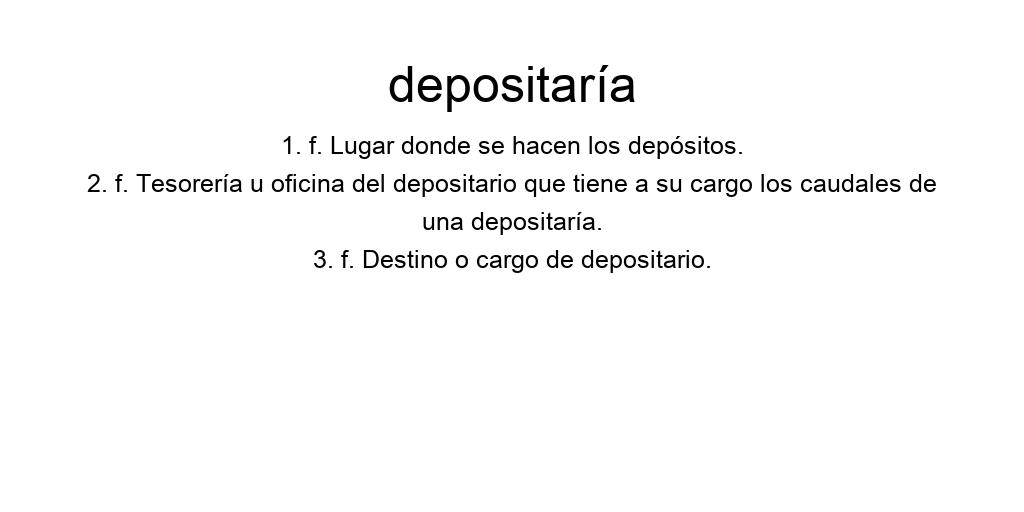 depositaría
1. f. Lugar donde se hacen los depósitos.
2. f. Tesorería u oficina del depositario que tiene a su cargo los caudales de
una depositaría.
3. f. Destino o cargo de depositario.